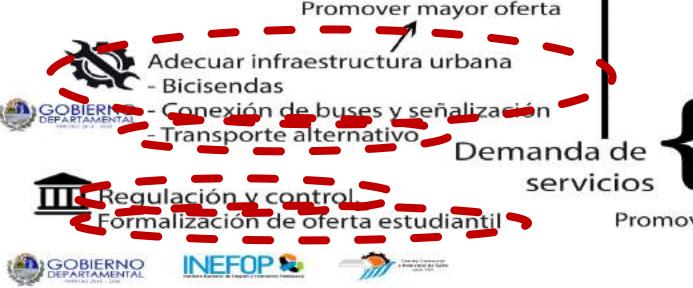 Promover mayor oferta
Adecuar infraestructura urbana
- Bicisendas
- Conexión de buses y señalización
- Transporte alternativo
GOBIERNO
DEPARTAMENTAL
Demanda de
servicios
Regulación y control.
Formalización de oferta estudiantil
Promov
GOBIERNO
DEPARTAMENTAL
INEFOP